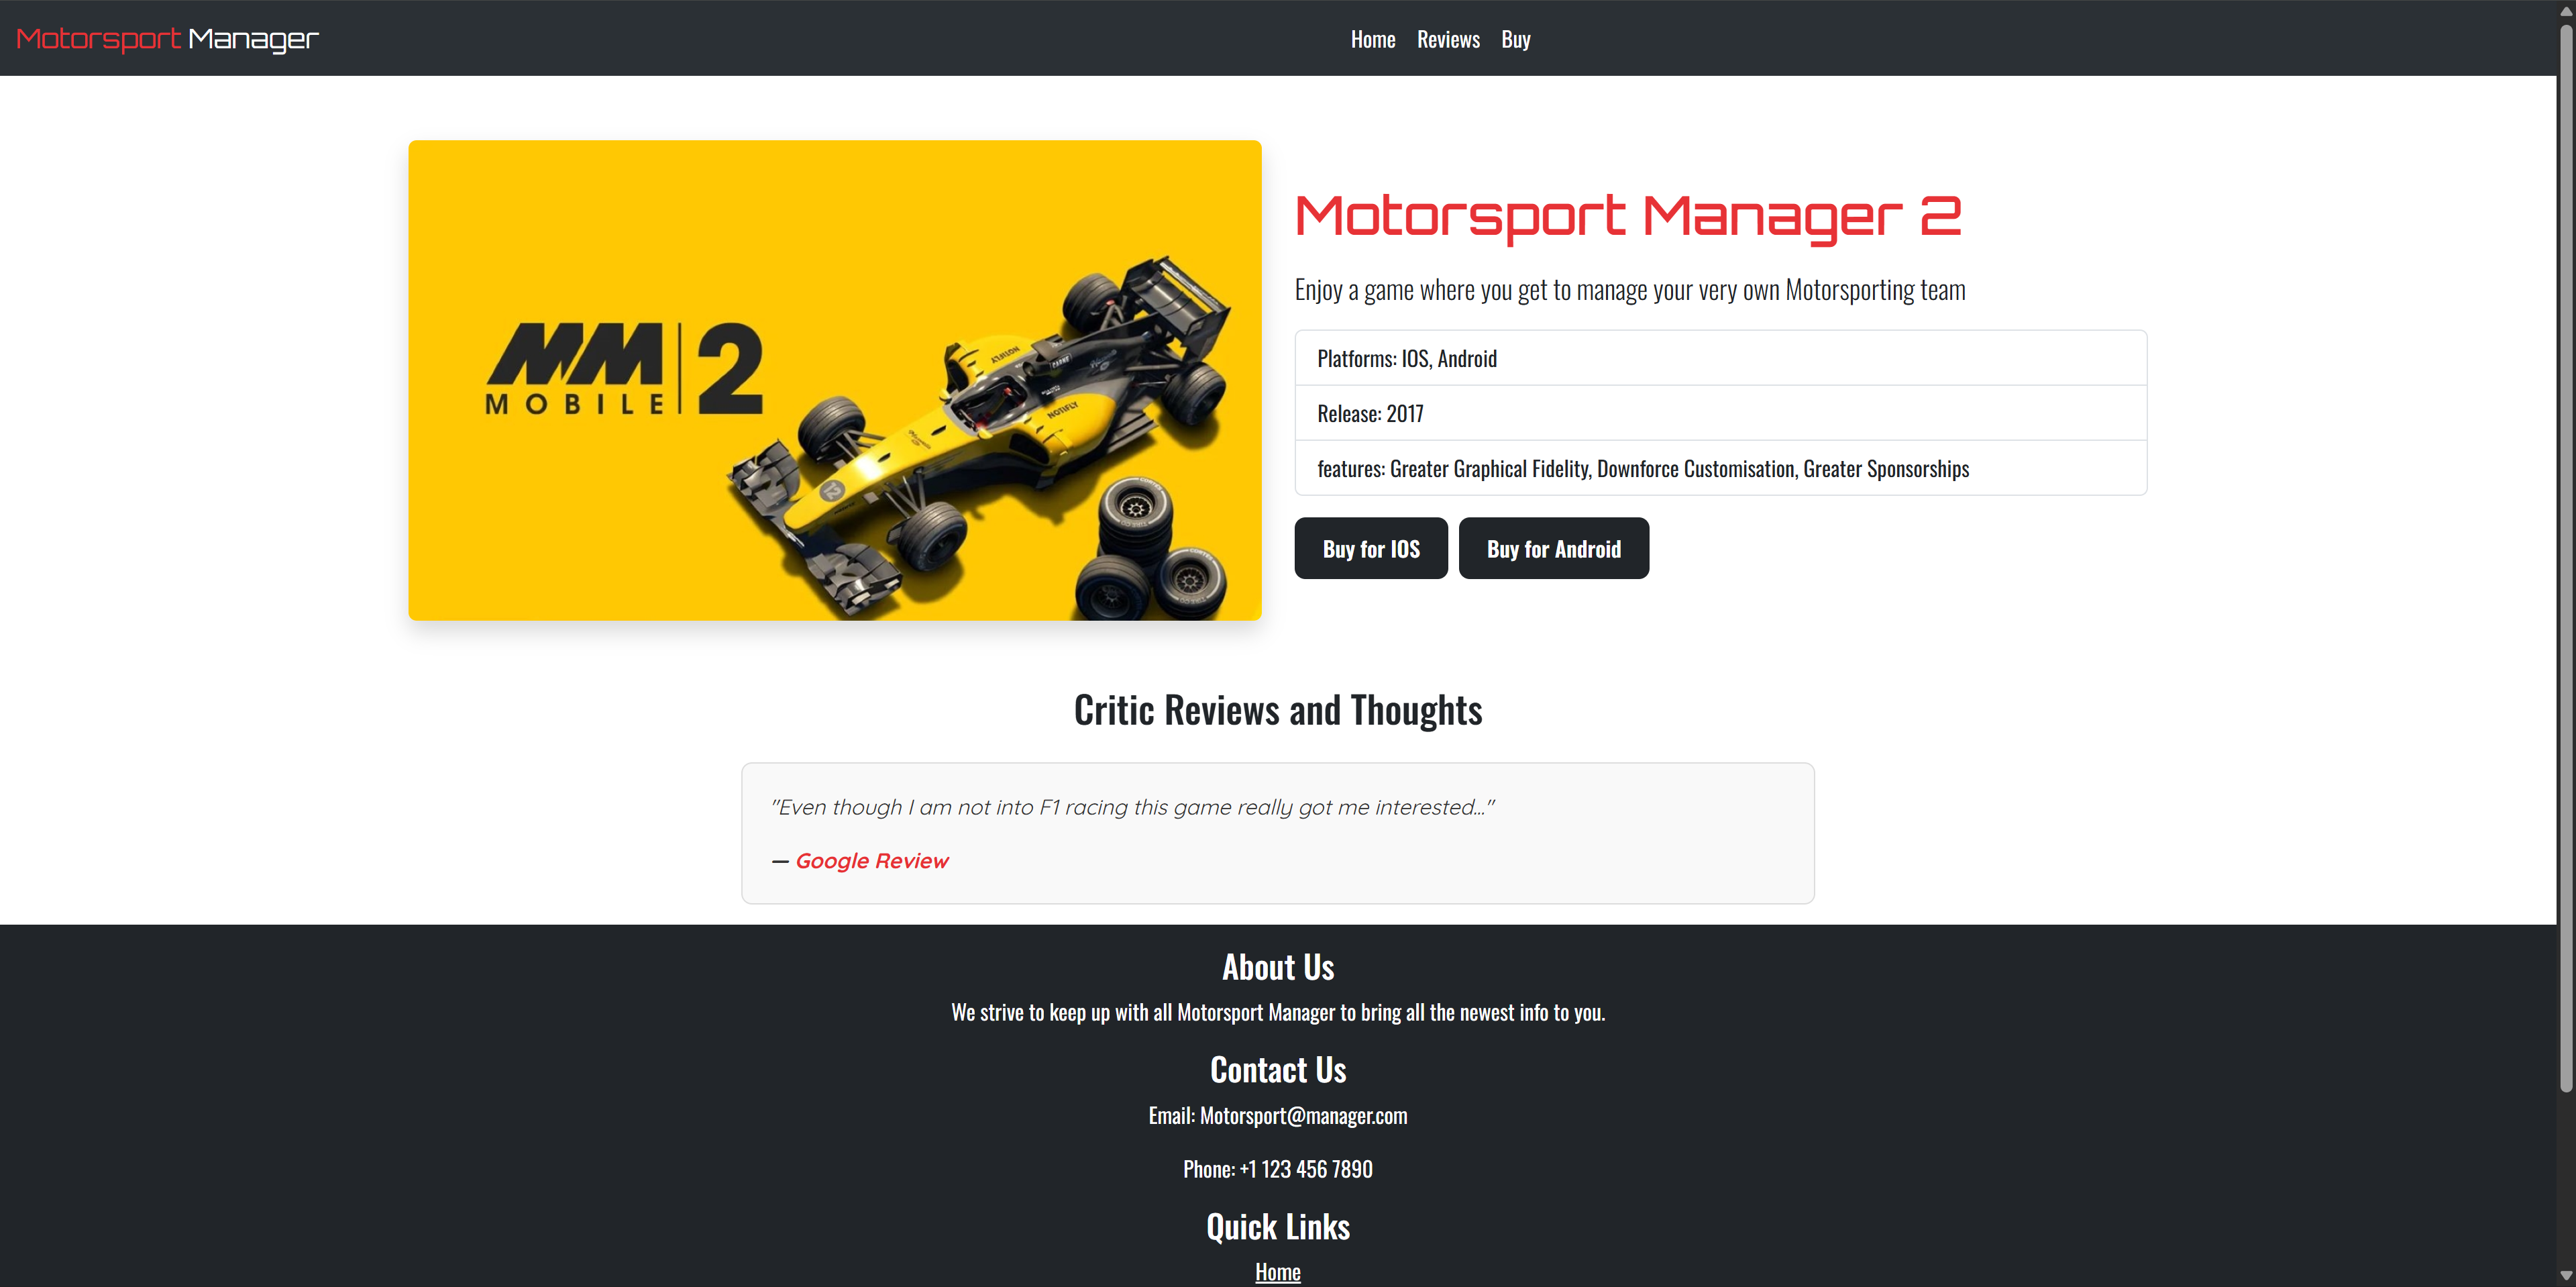 Motorsport Manager
Home Reviews Buy
MM 2
MOBILE
NOTIFLY
NOTIFLY
12
Motorsport Manager 2
Enjoy a game where you get to manage your very own Motorsporting team
Platforms: IOS, Android
Release: 2017
features: Greater Graphical Fidelity, Downforce Customisation, Greater Sponsorships
Buy for IOS Buy for Android
Critic Reviews and Thoughts
"Even though I am not into F1 racing this game really got me interested..."
— Google Review
About Us
We strive to keep up with all Motorsport Manager to bring all the newest info to you.
Contact Us
Email: Motorsport@manager.com
Phone: +1 123 456 7890
Quick Links
Home